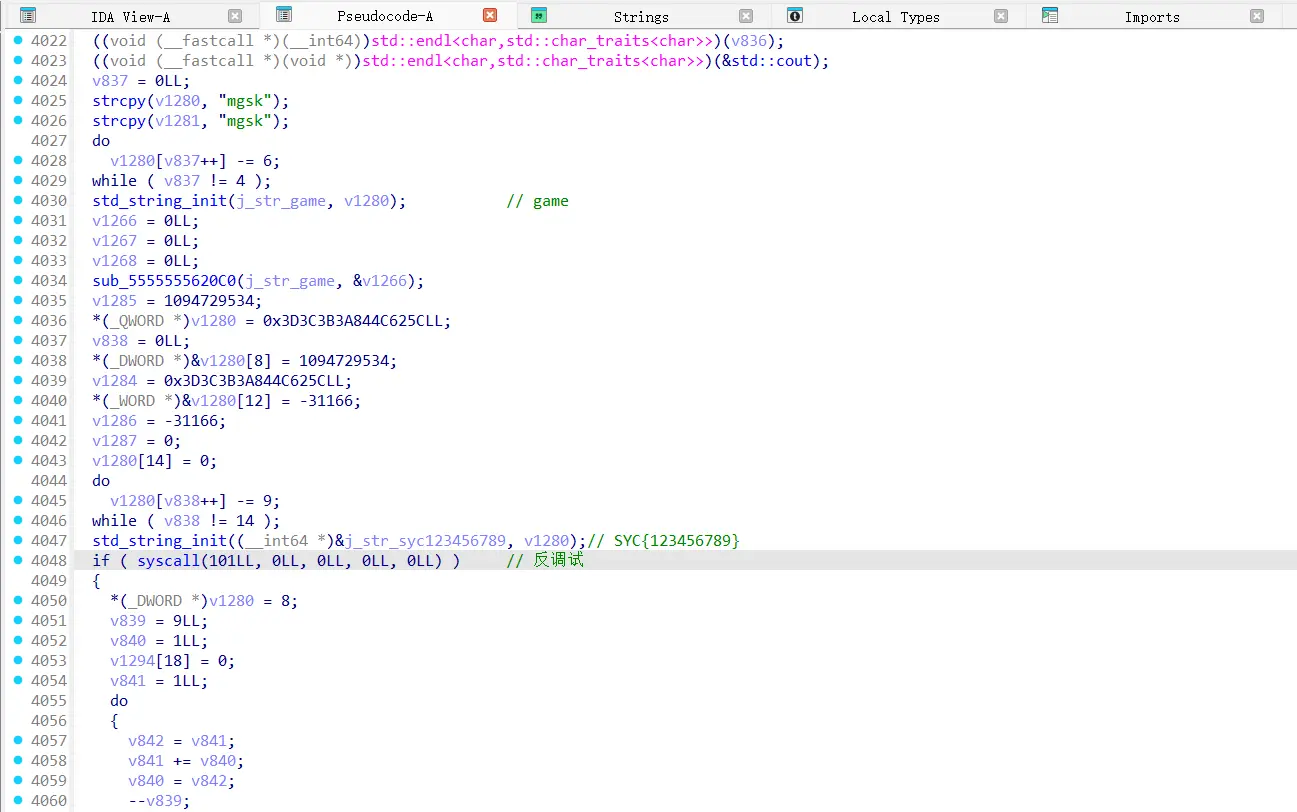 IDA View-A Pseudocode-A Strings Local Types Imports
4022 ((void (__fastcall *)(__int64))std::endl<char,std::char_traits<char>>)(v836);
4023 ((void (__fastcall *)(void *))std::endl<char,std::char_traits<char>>)(&std::cout);
4024 v837 = 0LL;
4025 strcpy(v1280, "mgsk");
4026 strcpy(v1281, "mgsk");
4027 do
4028 v1280[v837++] -= 6;
4029 while ( v837 != 4 );
4030 std_string_init(j_str_game, v1280); // game
4031 v1266 = 0LL;
4032 v1267 = 0LL;
4033 v1268 = 0LL;
4034 sub_5555555620C0(j_str_game, &v1266);
4035 v1285 = 1094729534;
4036 *(_QWORD *)v1280 = 0x3D3C3B3A844C625CLL;
4037 v838 = 0LL;
4038 *(_DWORD *)&v1280[8] = 1094729534;
4039 v1284 = 0x3D3C3B3A844C625CLL;
4040 *(_WORD *)&v1280[12] = -31166;
4041 v1286 = -31166;
4042 v1287 = 0;
4043 v1280[14] = 0;
4044 do
4045 v1280[v838++] -= 9;
4046 while ( v838 != 14 );
4047 std_string_init((__int64 *)&j_str_syc123456789, v1280);// SYC{123456789}
4048 if ( syscall(101LL, 0LL, 0LL, 0LL, 0LL) ) // 反调试
4049 {
4050 *(_DWORD *)v1280 = 8;
4051 v839 = 9LL;
4052 v840 = 1LL;
4053 v1294[18] = 0;
4054 v841 = 1LL;
4055 do
4056 {
4057 v842 = v841;
4058 v841 += v840;
4059 v840 = v842;
4060 --v839;